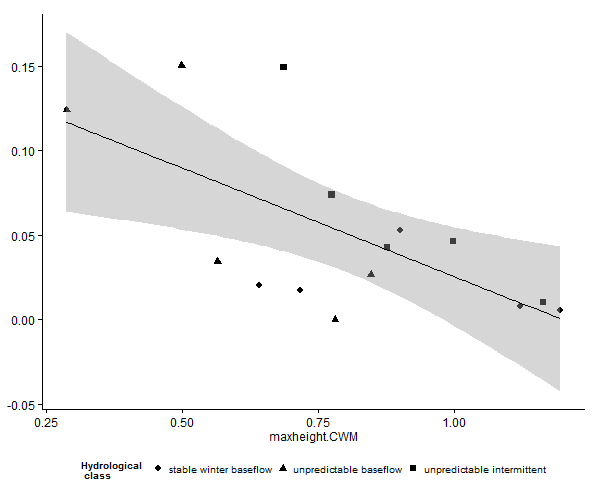 0.15
0.10
0.05
0.00
-0.05
0.25 0.50 0.75 1.00
maxheight.CWM
Hydrological
class
stable winter baseflow unpredictable baseflow unpredictable intermittent